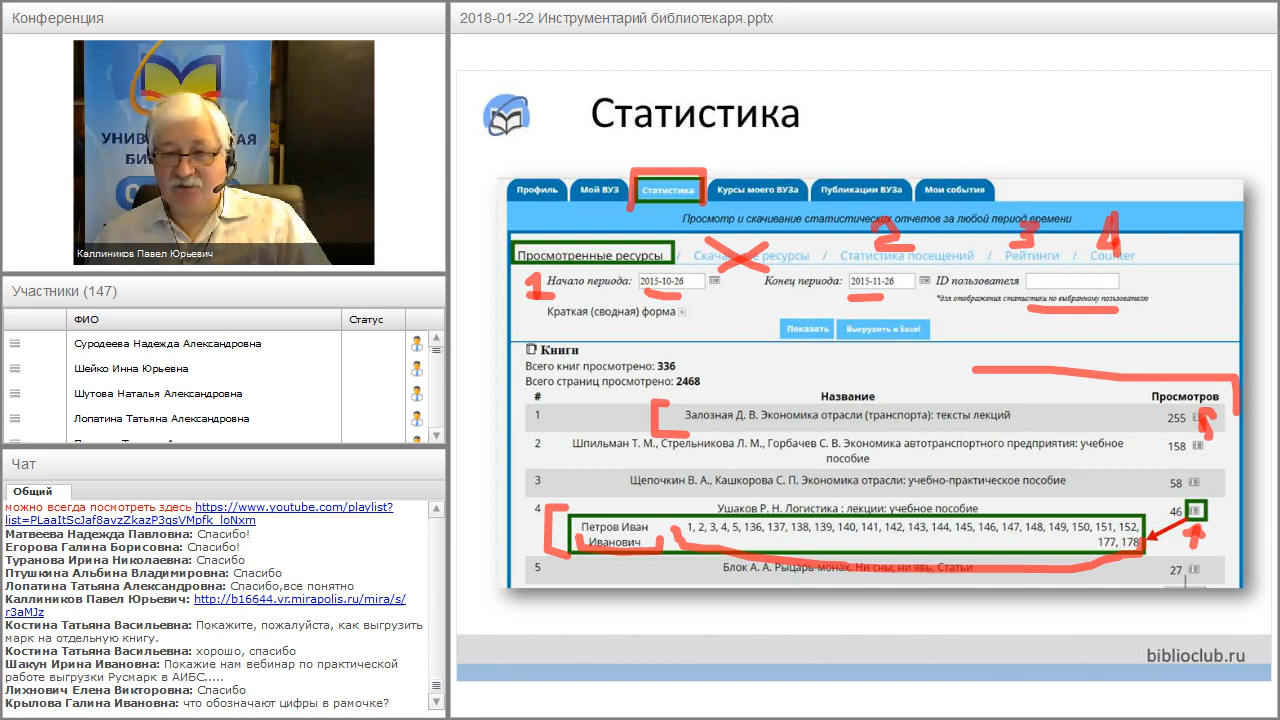 Конференция
УНИВ
СКАЯ
БИБ
Каллиников Павел Юрьевич
Участники (147)
ФИО
Статус
Суродеева Надежда Александровна
Шейко Инна Юрьевна
Шутова Наталья Александровна
Лопатина Татьяна Александровна
Чат
Общий
можно всегда посмотреть здесь https://www.youtube.com/playlist?
list=PLaaItScJaf8avzZkazP3qsVMpfk_loNxm
Матвеева Надежда Павловна: Спасибо!
Егорова Галина Борисовна: Спасибо!
Туранова Ирина Николаевна: Спасибо
Птушкина Альбина Владимировна: Спасибо
Лопатина Татьяна Александровна: Спасибо,все понятно
Каллиников Павел Юрьевич: http://b16644.vr.mirapolis.ru/mira/s/
r3aMJz
Костина Татьяна Васильевна: Покажите, пожалуйста, как выгрузить
марк на отдельную книгу.
Костина Татьяна Васильевна: хорошо, спасибо
Шакун Ирина Ивановна: Покажие нам вебинар по практической
работе выгрузки Русмарк в АИБС.....
Лихнович Елена Викторовна: Спасибо
Крылова Галина Ивановна: что обозначают цифры в рамочке?
2018-01-22 Инструментарий библиотекаря.pptx
Статистика
Профиль Мой ВУЗ Статистика Курсы моего ВУЗа Публикации ВУЗа Мои события
Просмотр и скачивание статистических отчетов за любой период времени
2 3 4
Просмотренные ресурсы / Скачанные ресурсы / Статистика посещений / Рейтинги / Counter
1
Начало периода: 2015-10-26 Конец периода: 2015-11-26 ID пользователя
*для отображения статистики по выбранному пользователю
Краткая (сводная) форма
Показать Выгрузить в Excel
Книги
Всего книг просмотрено: 336
Всего страниц просмотрено: 2468
# Название Просмотров
1 Залозная Д. В. Экономика отрасли (транспорта): тексты лекций 255
2 Шпильман Т. М., Стрельникова Л. М., Горбачев С. В. Экономика автотранспортного предприятия: учебное
пособие 158
3 Щепочкин В. А., Кашкорова С. П. Экономика отрасли: учебно-практическое пособие 58
4 Ушаков Р. Н. Логистика : лекции: учебное пособие 46
Петров Иван 1, 2, 3, 4, 5, 136, 137, 138, 139, 140, 141, 142, 143, 144, 145, 146, 147, 148, 149, 150, 151, 152,
Иванович 177, 178
5 Блок А. А. Рыцарь-монах. Ни сны, ни явь. Статьи 27
biblioclub.ru